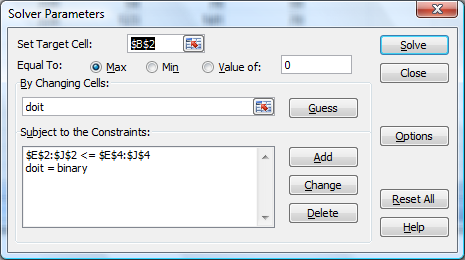 Solver Parameters
Set Target Cell: $B$2 Solve
Equal To: Max Min Value of: 0 Close
By Changing Cells:
doit Guess
Subject to the Constraints: Options
$E$2:$J$2 <= $E$4:$J$4 Add
doit = binary
Change
Reset All
Delete
Help